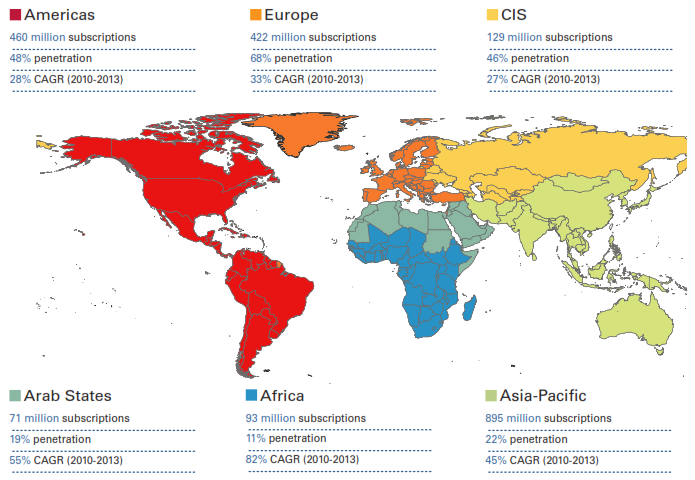 Americas
460 million subscriptions
48% penetration
28% CAGR (2010-2013)
Europe
422 million subscriptions
68% penetration
33% CAGR (2010-2013)
CIS
129 million subscriptions
46% penetration
27% CAGR (2010-2013)
Arab States
71 million subscriptions
19% penetration
55% CAGR (2010-2013)
Africa
93 million subscriptions
11% penetration
82% CAGR (2010-2013)
Asia-Pacific
895 million subscriptions
22% penetration
45% CAGR (2010-2013)